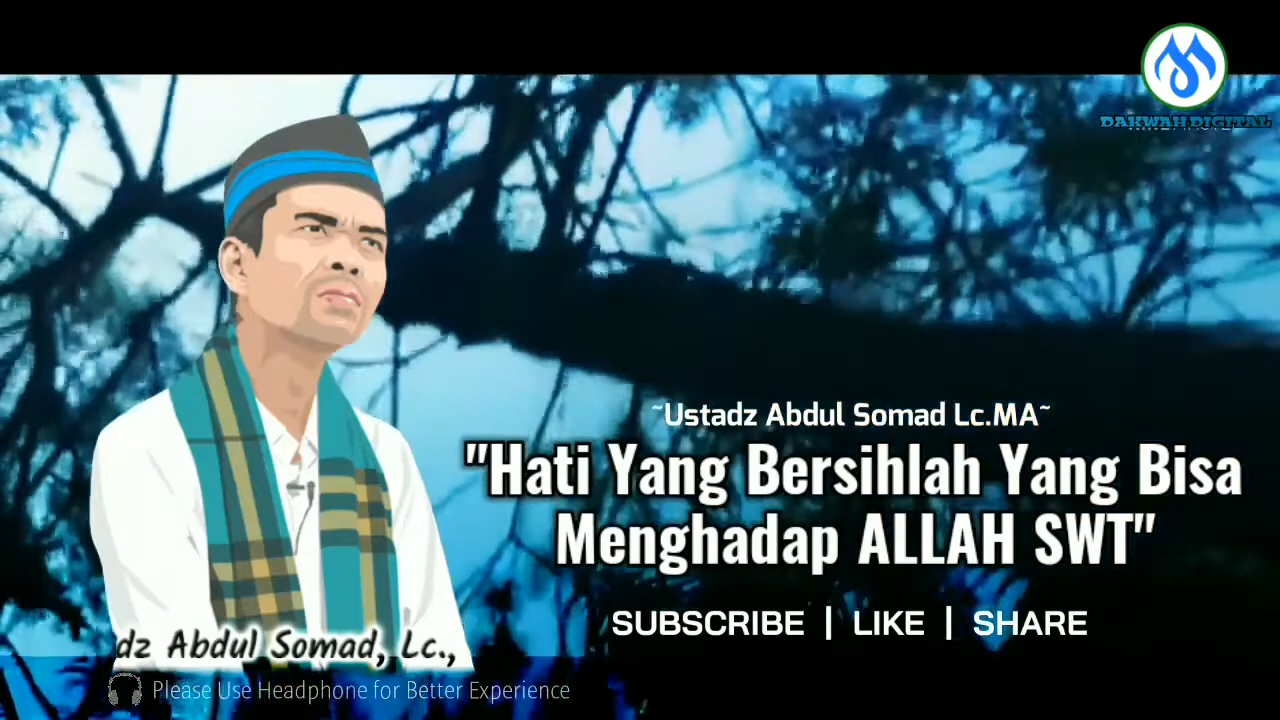 DAKWAH DIGITAL
~Ustadz Abdul Somad Lc.MA~
"Hati Yang Bersihlah Yang Bisa
Menghadap ALLAH SWT"
SUBSCRIBE | LIKE | SHARE
dz Abdul Somad, Lc.,
Please Use Headphone for Better Experience